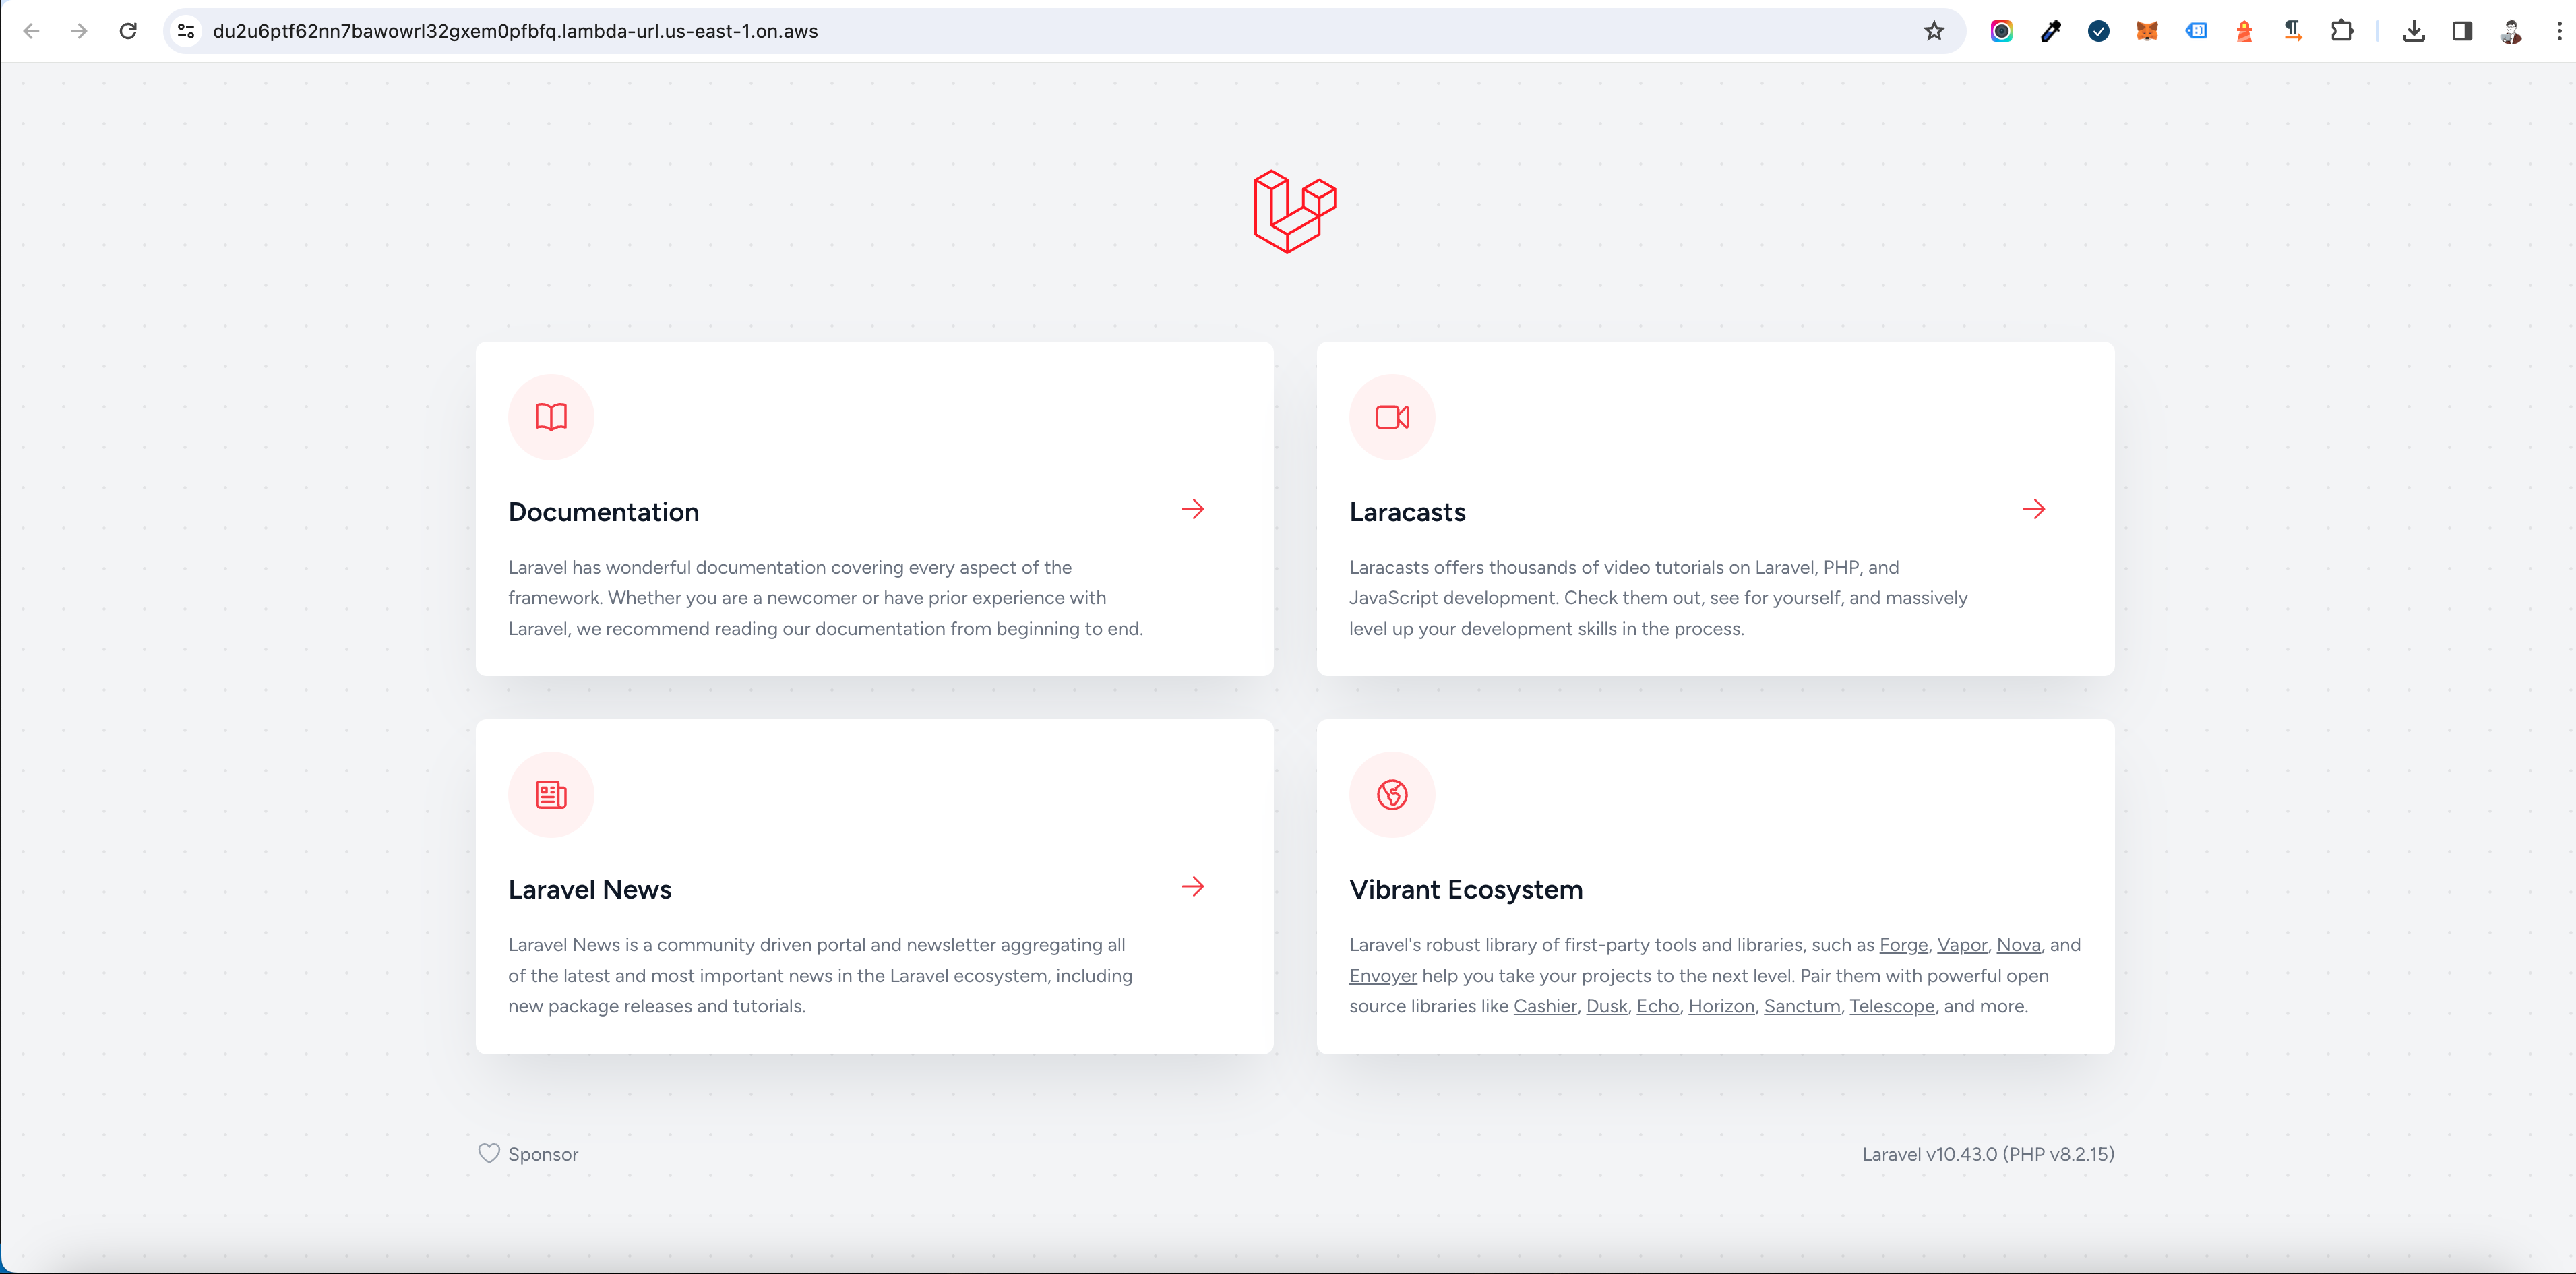 du2u6ptf62nn7bawowrl32gxem0pfbfq.lambda-url.us-east-1.on.aws
Documentation
Laravel has wonderful documentation covering every aspect of the
framework. Whether you are a newcomer or have prior experience with
Laravel, we recommend reading our documentation from beginning to end.
Laracasts
Laracasts offers thousands of video tutorials on Laravel, PHP, and
JavaScript development. Check them out, see for yourself, and massively
level up your development skills in the process.
Laravel News
Laravel News is a community driven portal and newsletter aggregating all
of the latest and most important news in the Laravel ecosystem, including
new package releases and tutorials.
Vibrant Ecosystem
Laravel's robust library of first-party tools and libraries, such as Forge, Vapor, Nova, and
Envoyer help you take your projects to the next level. Pair them with powerful open
source libraries like Cashier, Dusk, Echo, Horizon, Sanctum, Telescope, and more.
Sponsor
Laravel v10.43.0 (PHP v8.2.15)